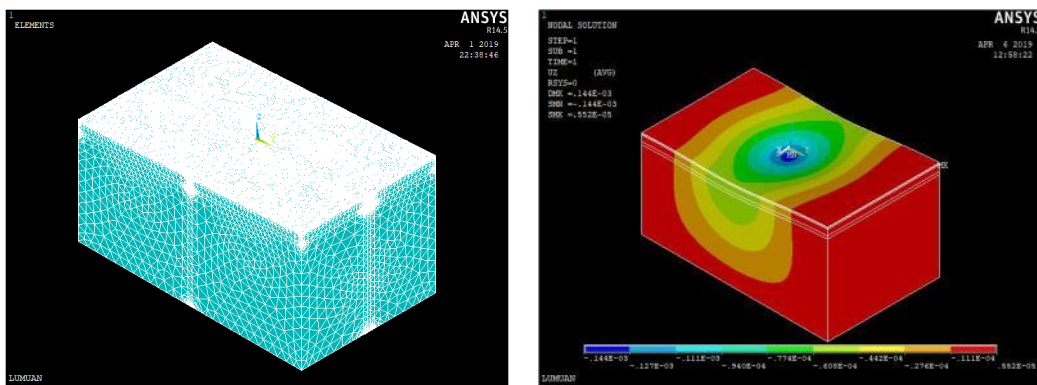 1
ELEMENTS
ANSYS
R14.5
APR 1 2019
22:38:46
Z
LUMUAN
1
NODAL SOLUTION
STEP=1
SUB =1
TIME=1
UZ (AVG)
RSYS=0
DMX =.144E-03
SMN =-.144E-03
SMX =.552E-05
ANSYS
R14.5
APR 6 2019
12:58:22
MN
MX
-.144E-03 -.111E-03 -.774E-04 -.442E-04 -.111E-04
-.127E-03 -.940E-04 -.608E-04 -.276E-04 .552E-05
LUMUAN